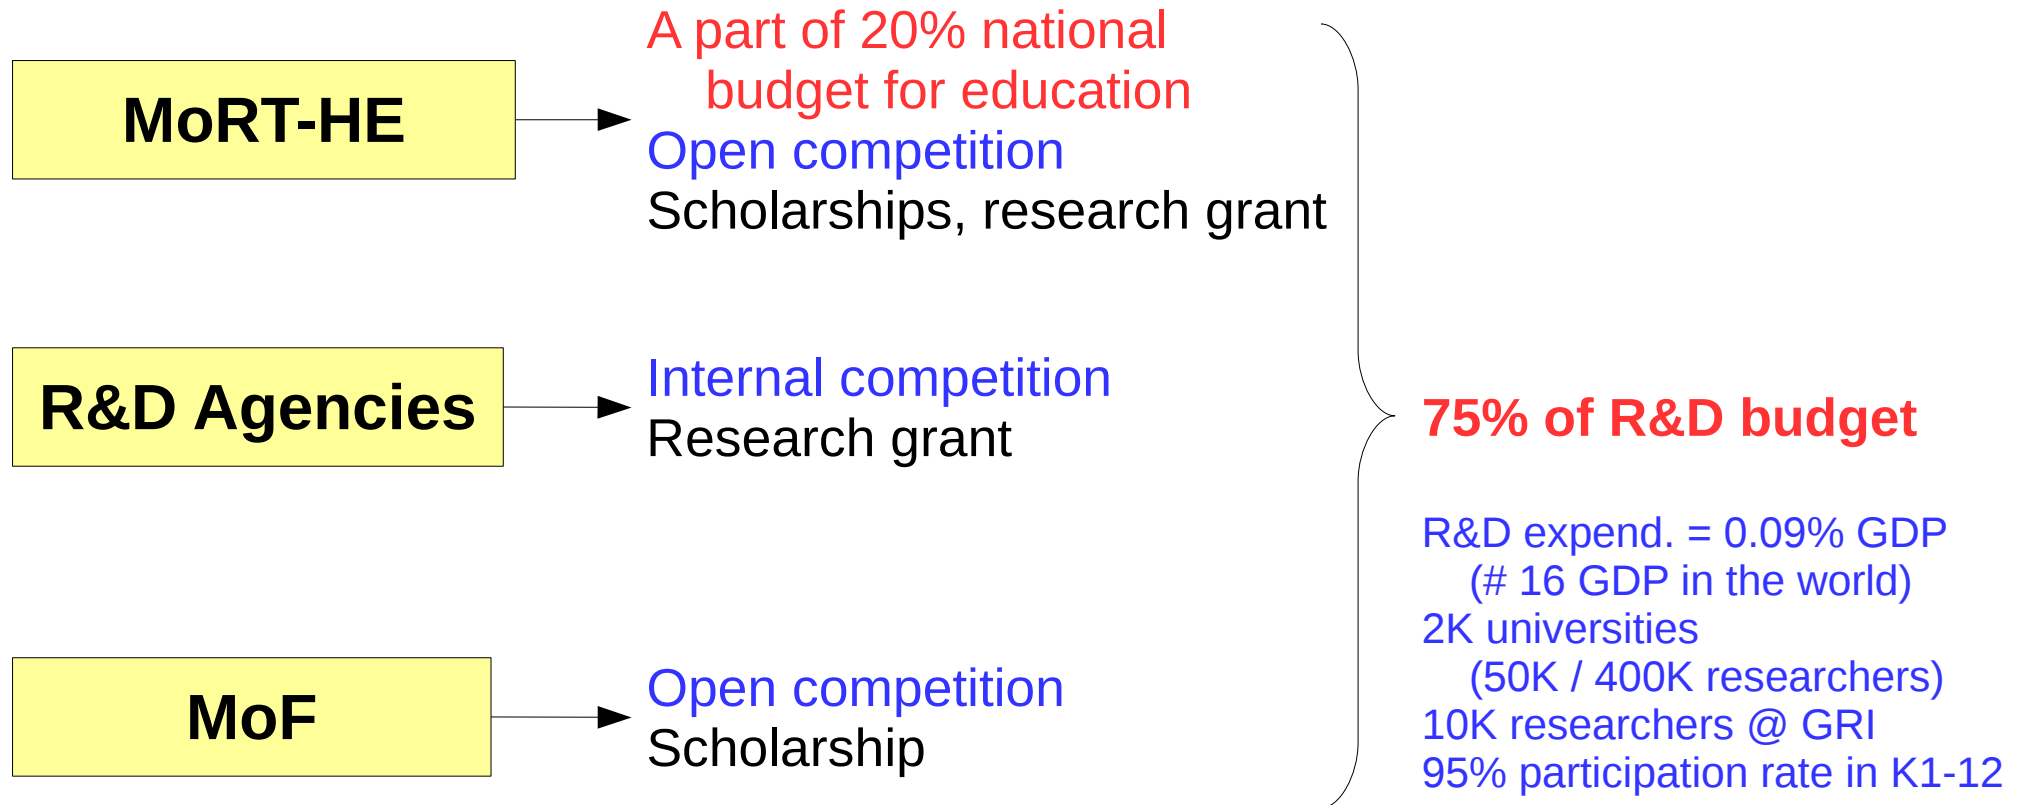 MoRT-HE
A part of 20% national
budget for education
Open competition
Scholarships, research grant
R&D Agencies
Internal competition
Research grant
MoF
Open competition
Scholarship
75% of R&D budget
R&D expend. = 0.09% GDP
(# 16 GDP in the world)
2K universities
(50K / 400K researchers)
10K researchers @ GRI
95% participation rate in K1-12